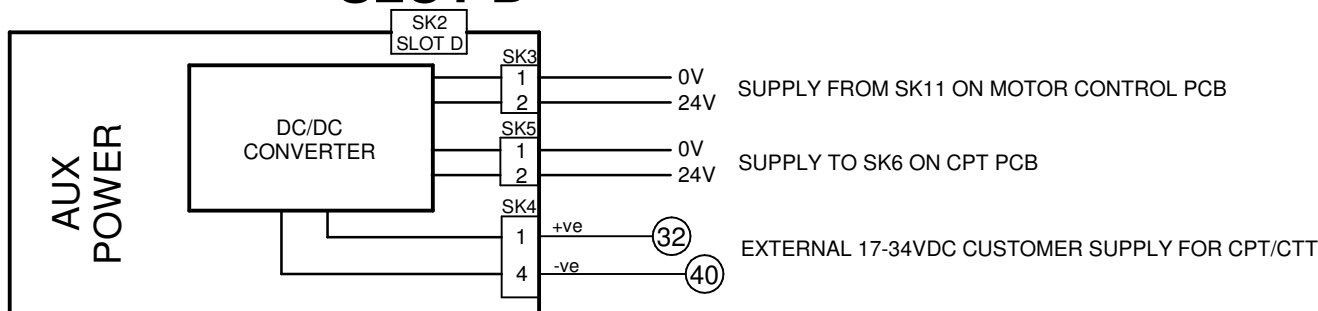 SK2
SLOT D
AUX
POWER
DC/DC
CONVERTER
SK3
1
2
0V
24V
SUPPLY FROM SK11 ON MOTOR CONTROL PCB
SK5
1
2
0V
24V
SUPPLY TO SK6 ON CPT PCB
SK4
1
4
+ve
-ve
32
40
EXTERNAL 17-34VDC CUSTOMER SUPPLY FOR CPT/CTT